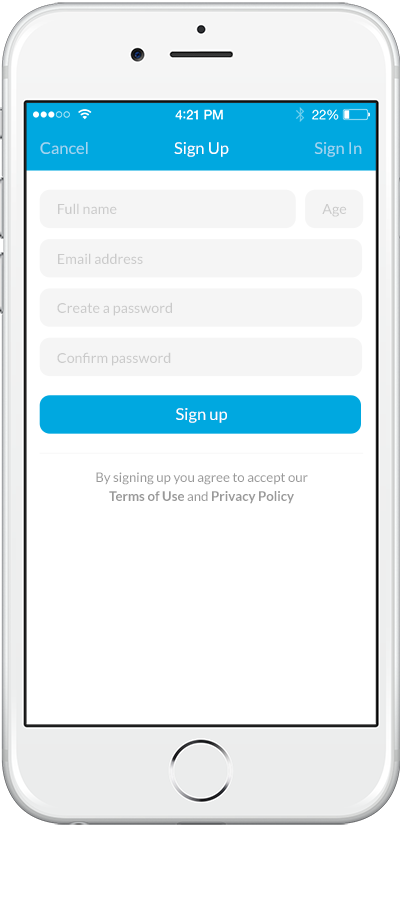 4:21 PM 22%
Cancel Sign Up Sign In
Full name Age
Email address
Create a password
Confirm password
Sign up
By signing up you agree to accept our
Terms of Use and Privacy Policy